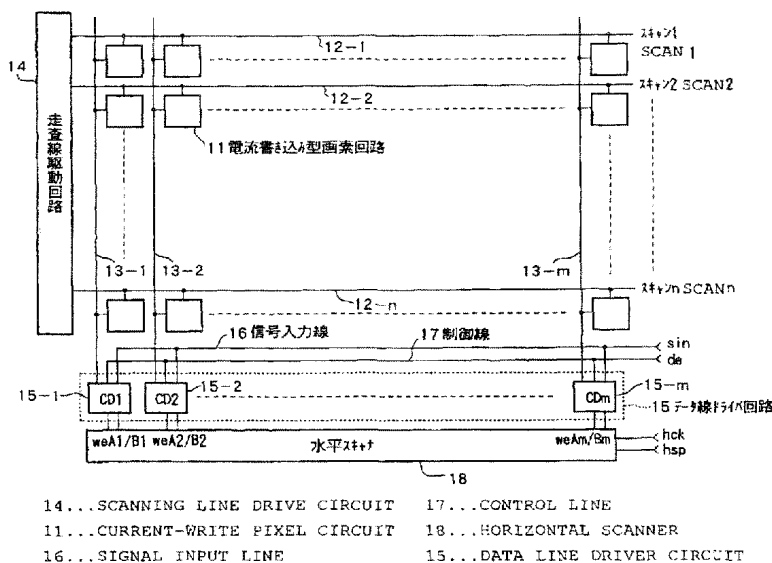 スキャン1
SCAN 1
12-1
14
スキャン2 SCAN2
12-2
走査線駆動回路
11 電流書き込み型画素回路
13-1
13-2
13-m
スキャンn SCANn
12-n
16 信号入力線
17 制御線
sin
de
15-1
CD1
CD2
15-2
CDm
15-m
15 データ線ドライバ回路
weA1/B1
weA2/B2
水平スキャナ
weAm/Bm
hck
hsp
18
14...SCANNING LINE DRIVE CIRCUIT
17...CONTROL LINE
11...CURRENT-WRITE PIXEL CIRCUIT
18...HORIZONTAL SCANNER
16...SIGNAL INPUT LINE
15...DATA LINE DRIVER CIRCUIT